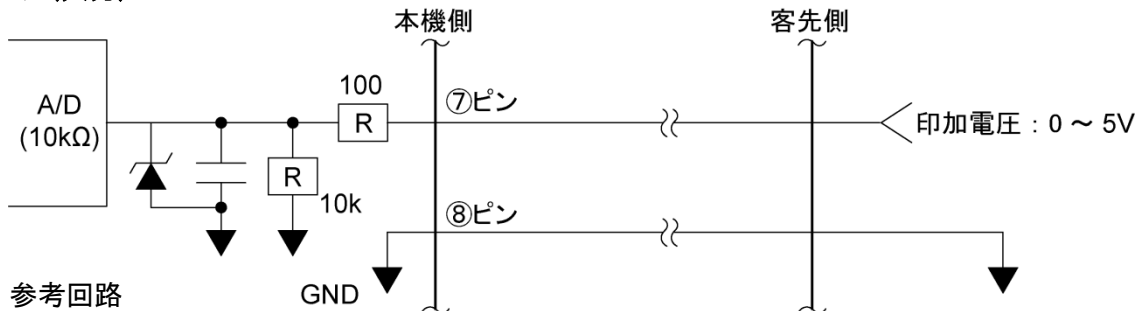 本機側
客先側
A/D
(10kΩ)
100
R
⑦ピン
印加電圧：0 ～ 5V
R
10k
⑧ピン
参考回路
GND